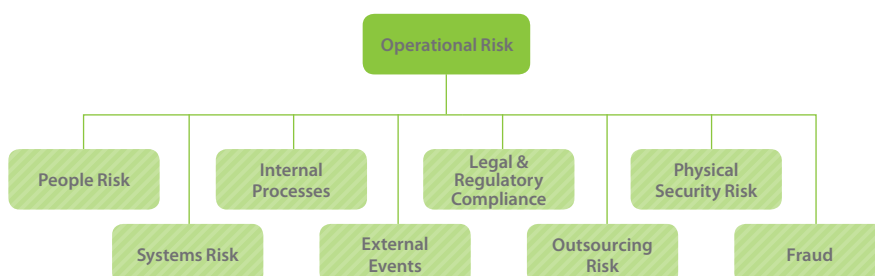 Operational Risk
People Risk
Internal
Processes
Legal &
Regulatory
Compliance
Physical
Security Risk
Systems Risk
External
Events
Outsourcing
Risk
Fraud